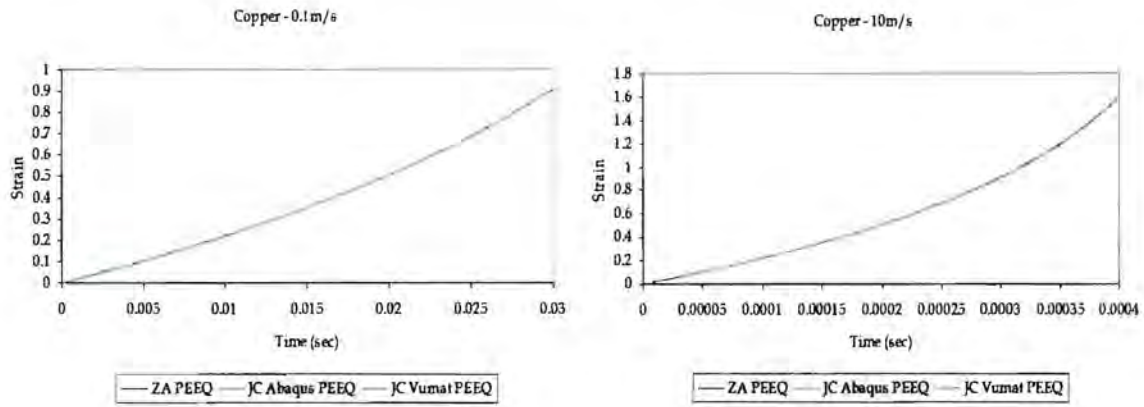 Copper - 0.1m/s
1
0.9
0.8
0.7
0.6
0.5
0.4
0.3
0.2
0.1
0
Strain
0 0.005 0.01 0.015 0.02 0.025 0.03
Time (sec)
ZA PEEQ JC Abaqus PEEQ JC Vumat PEEQ
Copper - 10m/s
1.8
1.6
1.4
1.2
1
0.8
0.6
0.4
0.2
0
Strain
0 0.00005 0.0001 0.00015 0.0002 0.00025 0.0003 0.00035 0.0004
Time (sec)
ZA PEEQ JC Abaqus PEEQ JC Vumat PEEQ